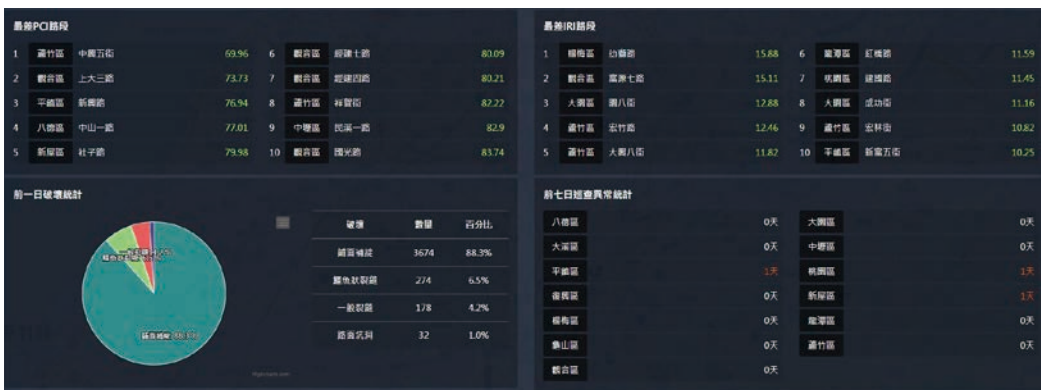 最差PCI路段
1 蘆竹區 中興五街 69.96 6 觀音區 經建七路 80.09
2 觀音區 上大三路 73.73 7 觀音區 經建四路 80.21
3 平鎮區 新興路 76.94 8 蘆竹區 祥賀街 82.22
4 八德區 中山一路 77.01 9 中壢區 民溪一路 82.9
5 新屋區 社子路 79.98 10 觀音區 國光路 83.74
最差IRI路段
1 楊梅區 幼獅路 15.88 6 龍潭區 紅橋路 11.59
2 觀音區 富源七路 15.11 7 桃園區 建國路 11.45
3 大園區 園八街 12.88 8 大園區 成功街 11.16
4 蘆竹區 宏竹路 12.46 9 蘆竹區 宏林街 10.82
5 蘆竹區 大興八街 11.82 10 平鎮區 新富五街 10.25
前一日破壞統計
破壞 數量 百分比
鋪面補綻 3674 88.3%
鱷魚狀裂縫 274 6.5%
一般裂縫 178 4.2%
路面坑洞 32 1.0%
Highcharts.com
前七日巡查異常統計
八德區 0天 大園區 0天
大溪區 0天 中壢區 0天
平鎮區 1天 桃園區 1天
復興區 0天 新屋區 1天
楊梅區 0天 龍潭區 0天
龜山區 0天 蘆竹區 0天
觀音區 0天